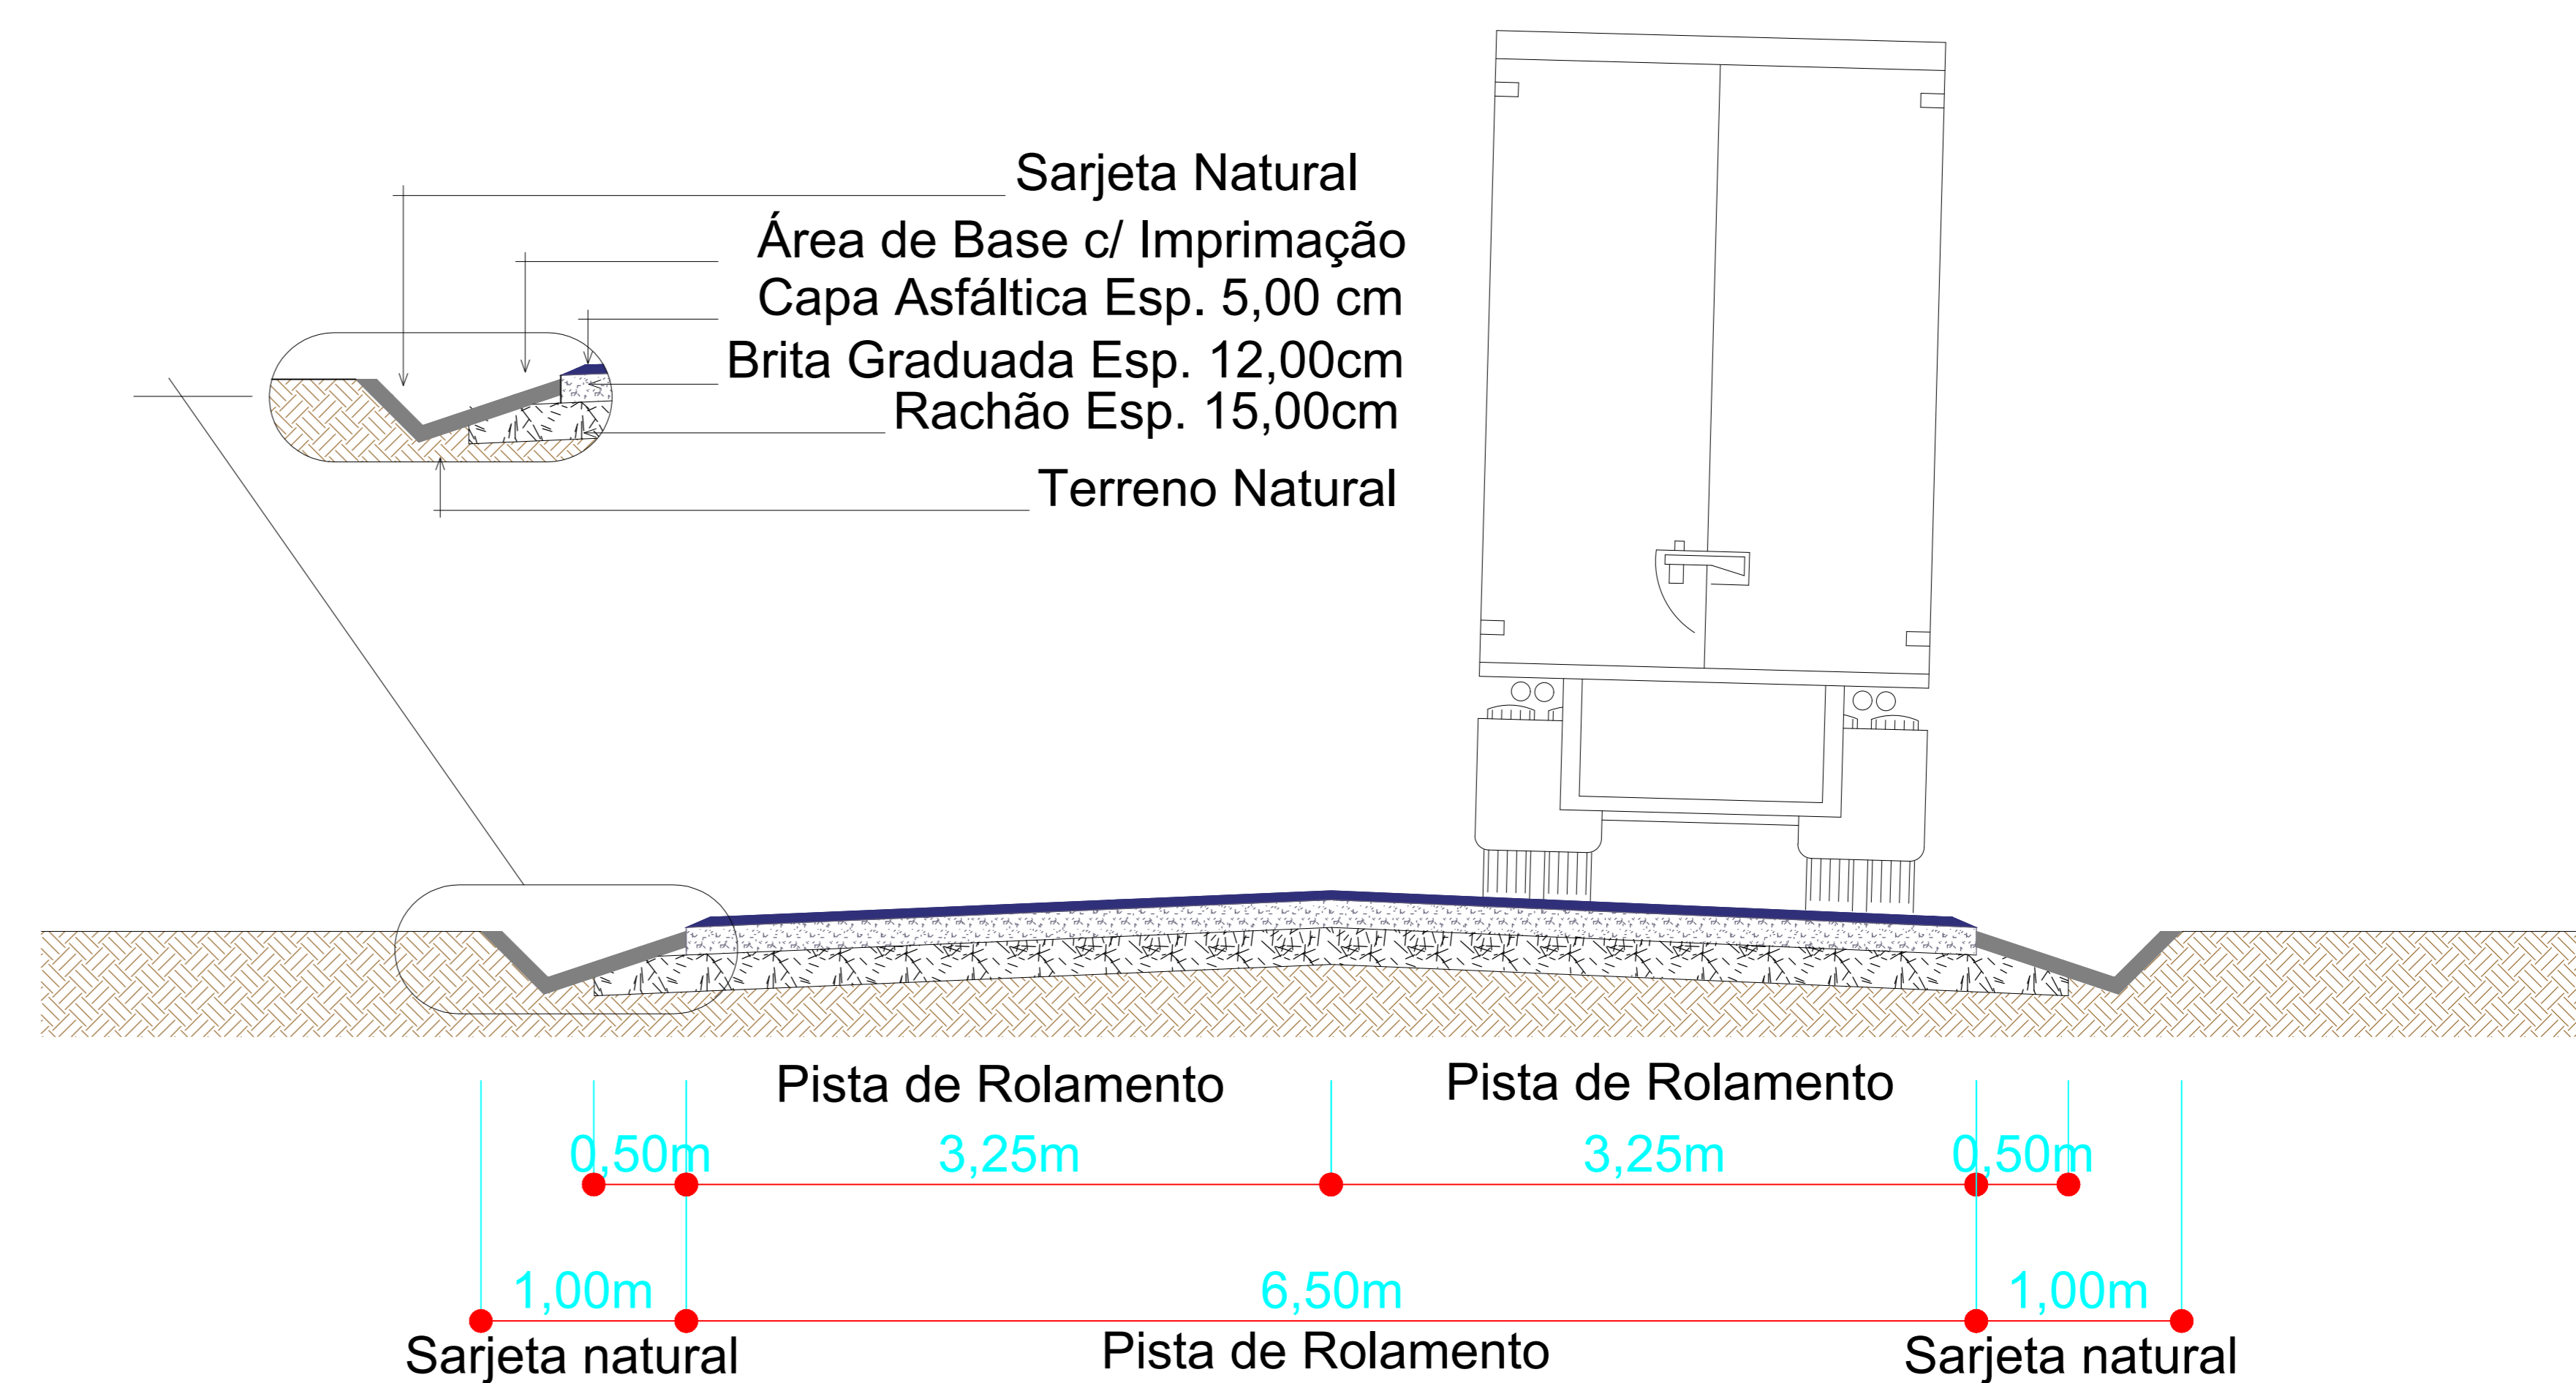 Sarjeta Natural
Área de Base c/ Imprimação
Capa Asfáltica Esp. 5,00 cm
Brita Graduada Esp. 12,00cm
Rachão Esp. 15,00cm
Terreno Natural
Pista de Rolamento Pista de Rolamento
0,50m 3,25m 3,25m 0,50m
1,00m 6,50m 1,00m
Sarjeta natural Pista de Rolamento Sarjeta natural